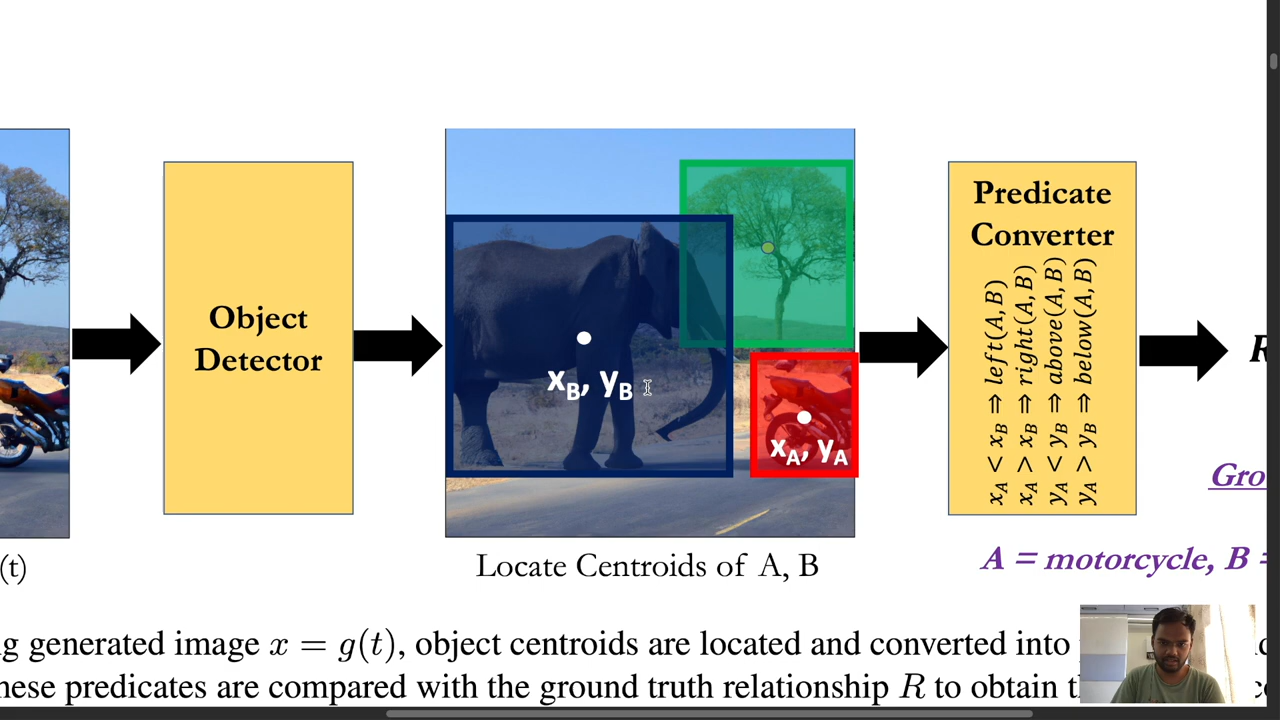 Object
Detector
x_B, y_B
x_A, y_A
Predicate
Converter
x_A < x_B ⇒ left(A, B)
x_A > x_B ⇒ right(A, B)
y_A < y_B ⇒ above(A, B)
y_A > y_B ⇒ below(A, B)
R
(t)
Locate Centroids of A, B
A = motorcycle, B =
generated image x = g(t), object centroids are located and converted into
these predicates are compared with the ground truth relationship R to obtain